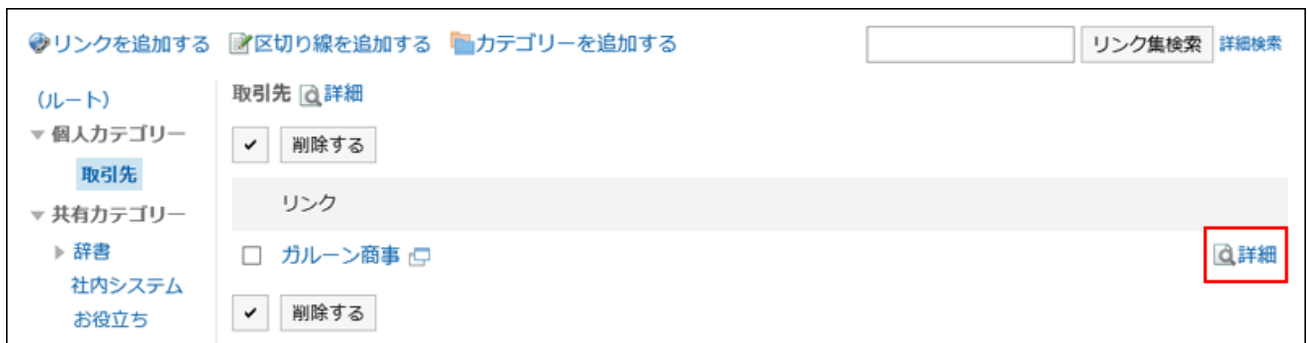 リンクを追加する 区切り線を追加する カテゴリーを追加する リンク集検索 詳細検索
(ルート)
個人カテゴリー
取引先
共有カテゴリー
辞書
社内システム
お役立ち
取引先 詳細
削除する
リンク
ガルーン商事 詳細
削除する